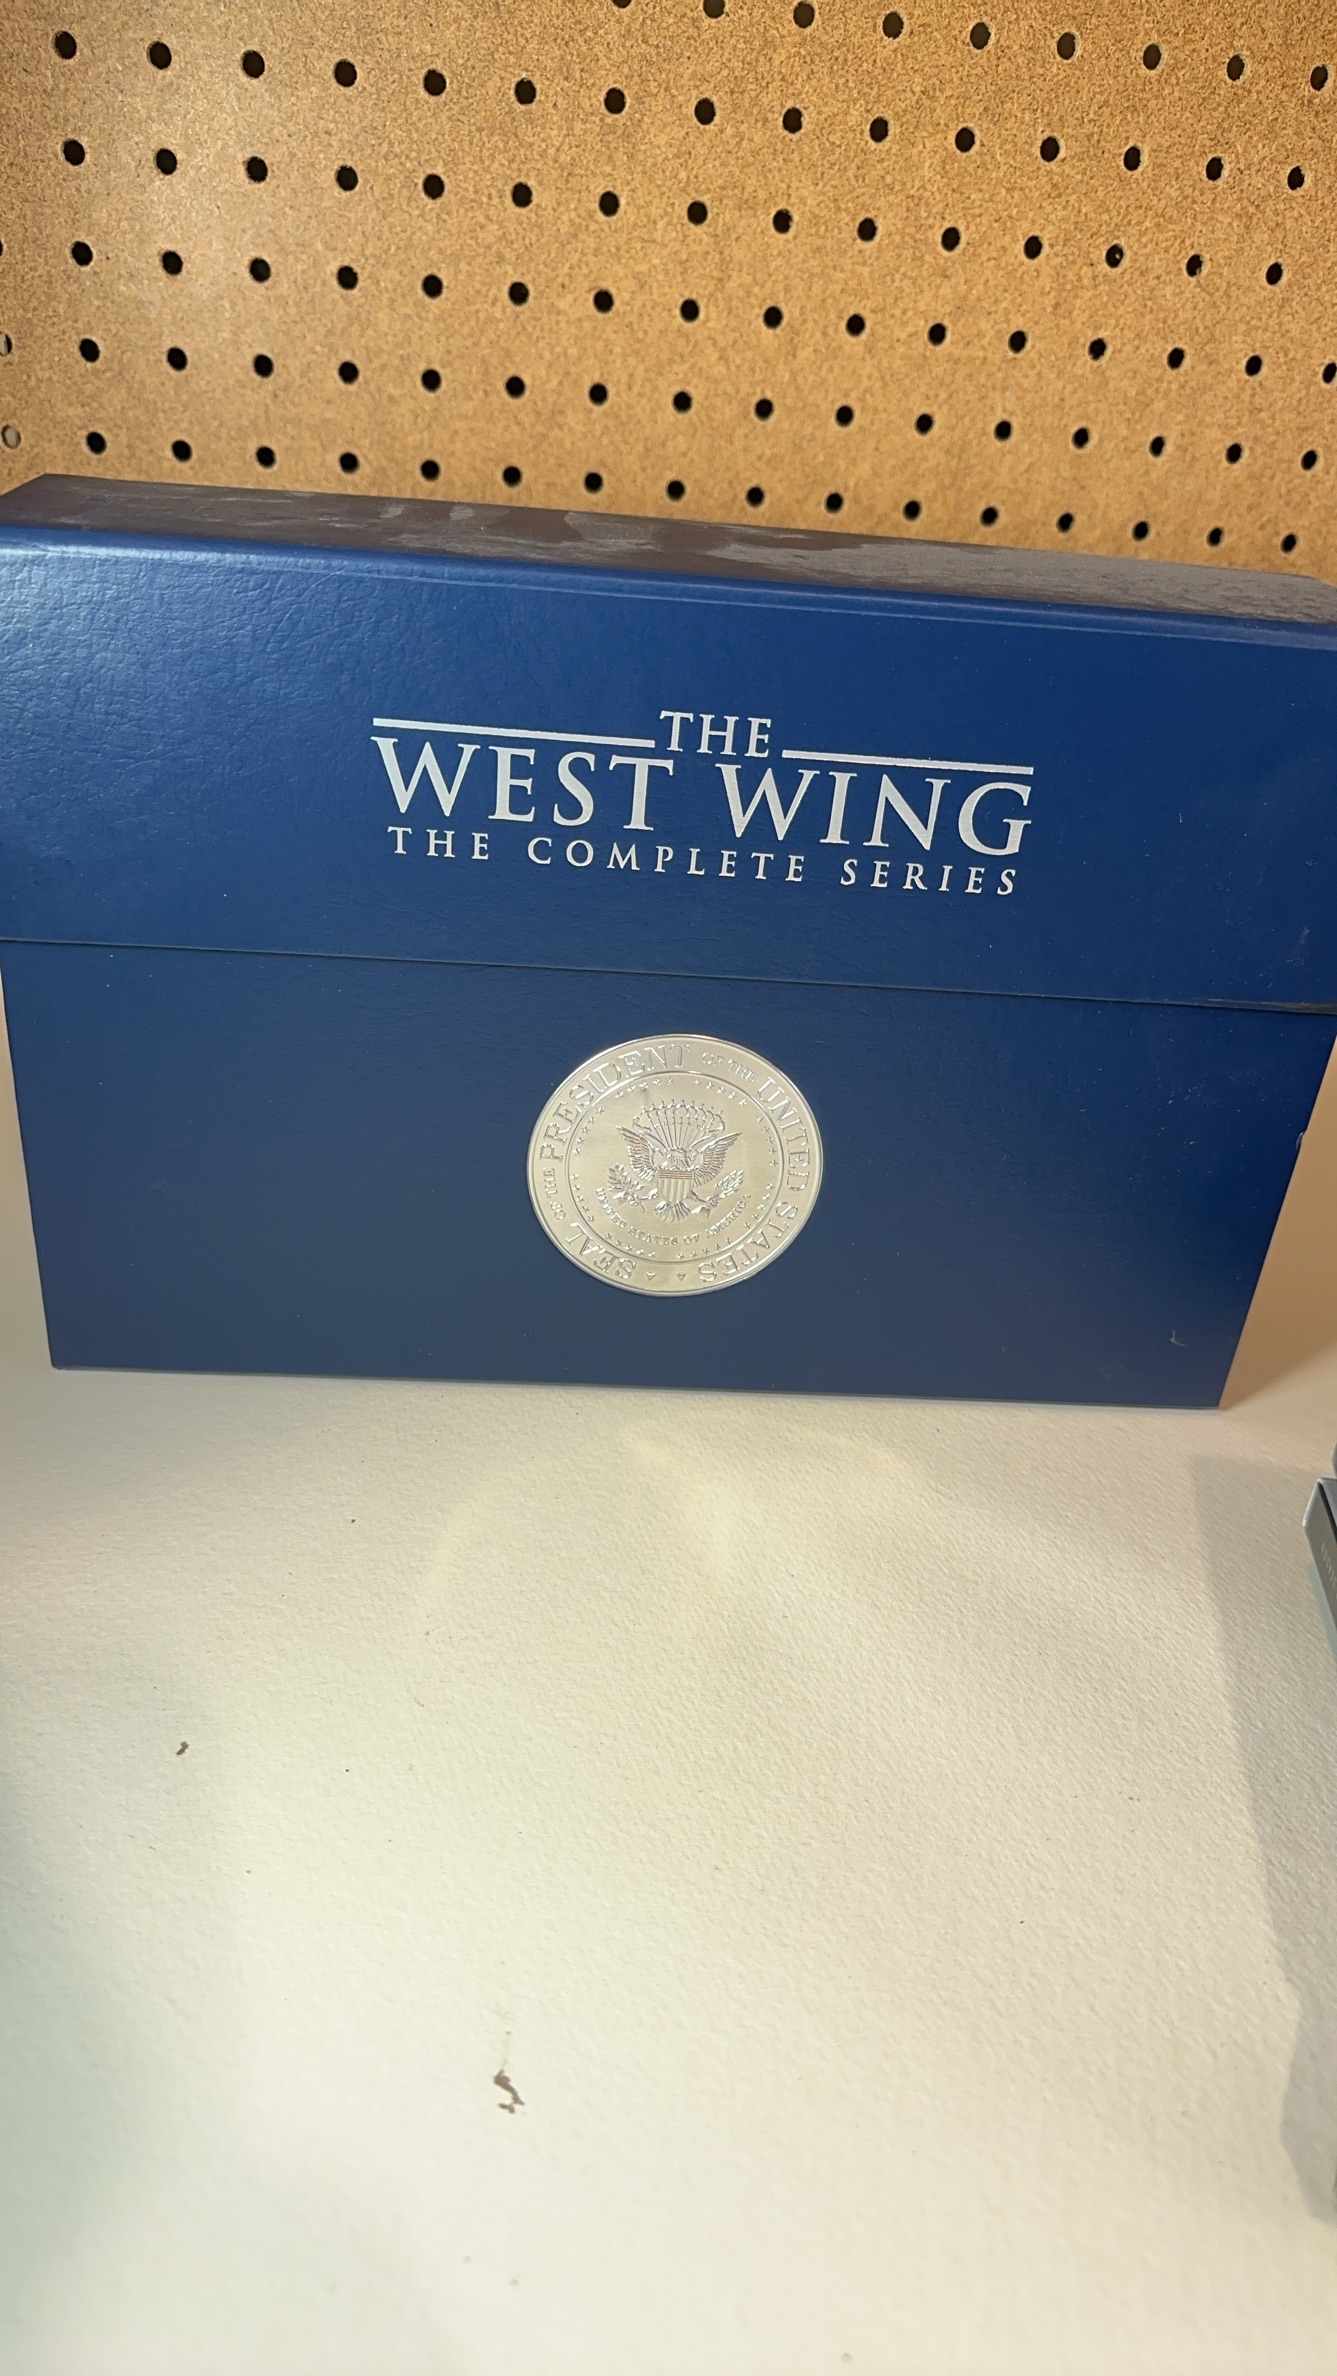 THE
WEST WING
THE COMPLETE SERIES
SEAL OF THE PRESIDENT OF THE UNITED STATES
UNITED STATES OF AMERICA